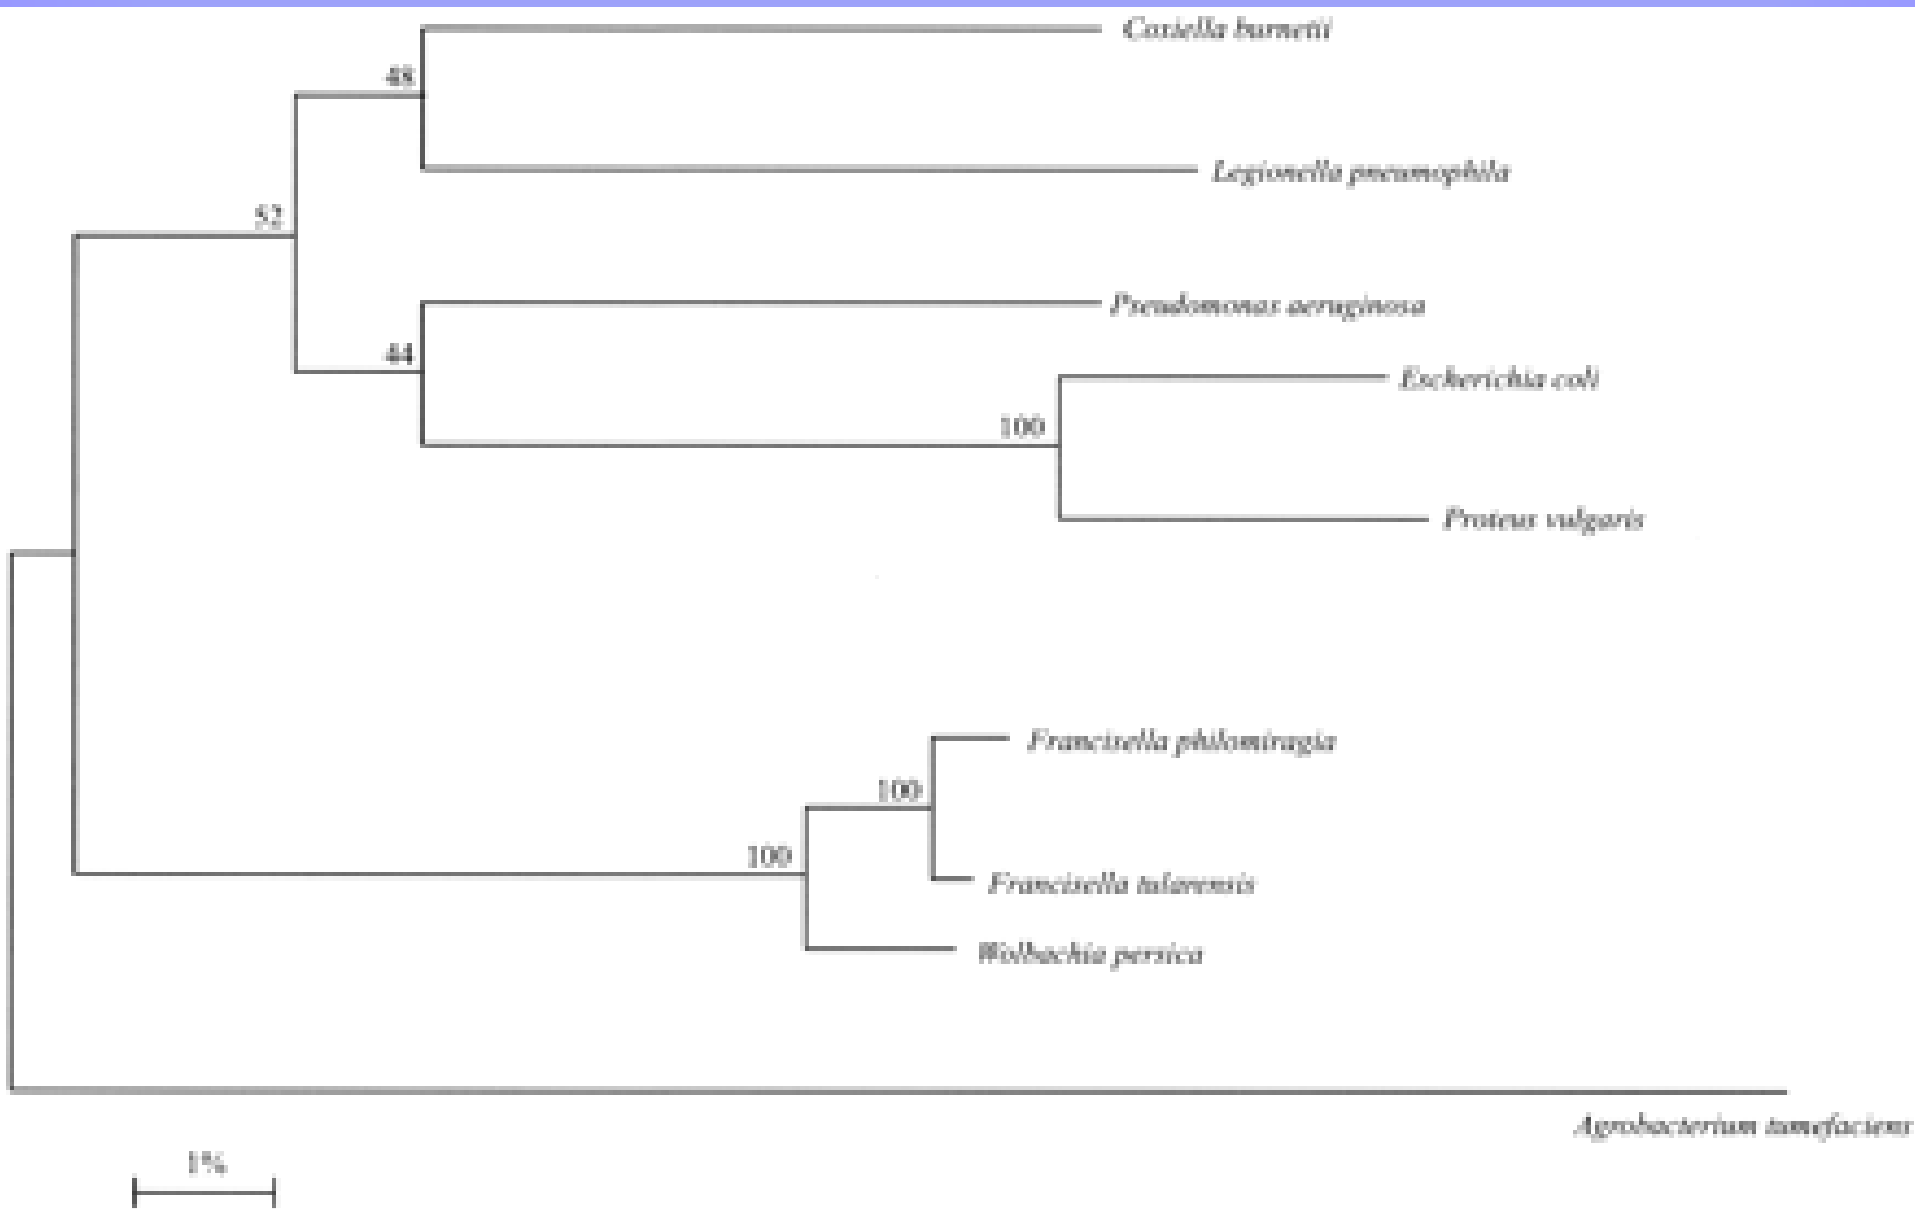 Coxiella burnetii
48
Legionella pneumophila
52
Pseudomonas aeruginosa
44
Escherichia coli
100
Proteus vulgaris
Francisella philomiragia
100
100
Francisella tularensis
Wolbachia persica
Agrobacterium tumefaciens
1%